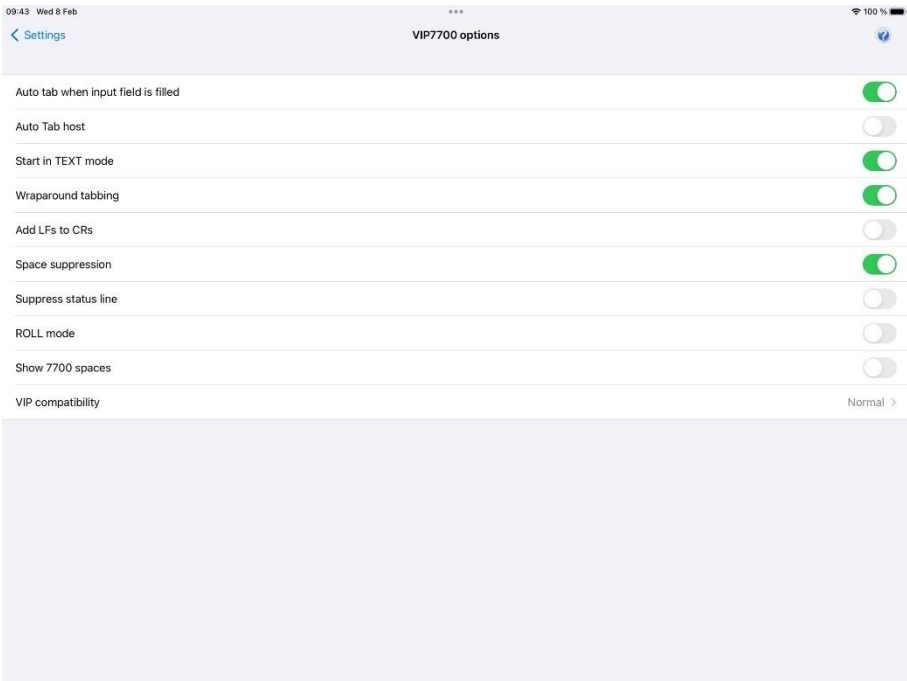 09:43 Wed 8 Feb
100 %
Settings
VIP7700 options
?
Auto tab when input field is filled
Auto Tab host
Start in TEXT mode
Wraparound tabbing
Add LFs to CRs
Space suppression
Suppress status line
ROLL mode
Show 7700 spaces
VIP compatibility
Normal